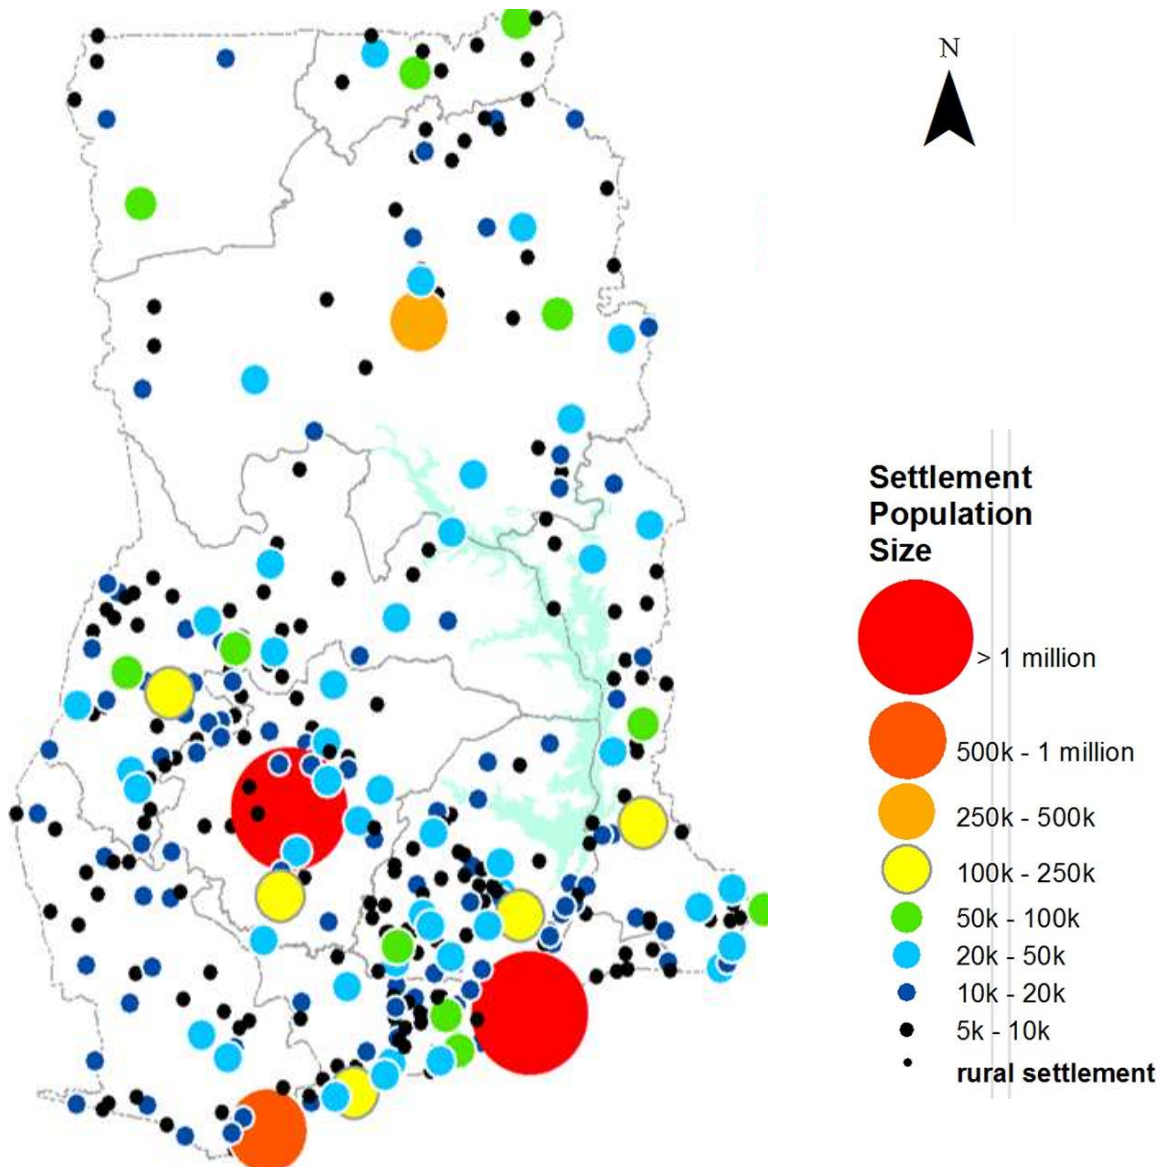 N
Settlement
Population
Size
> 1 million
500k - 1 million
250k - 500k
100k - 250k
50k - 100k
20k - 50k
10k - 20k
5k - 10k
rural settlement